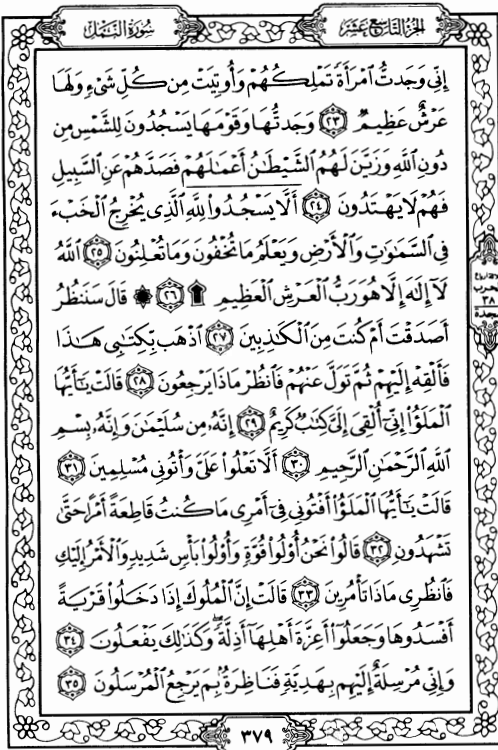 الجزء التاسع عشر
سورة النمل
إِنِّي وَجَدتُّ ٱمْرَأَةً تَمْلِكُهُمْ وَأُوتِيَتْ مِن كُلِّ شَيْءٍ وَلَهَا
عَرْشٌ عَظِيمٌ ٢٣ وَجَدتُّهَا وَقَوْمَهَا يَسْجُدُونَ لِلشَّمْسِ مِن
دُونِ ٱللَّهِ وَزَيَّنَ لَهُمُ ٱلشَّيْطَٰنُ أَعْمَٰلَهُمْ فَصَدَّهُمْ عَنِ ٱلسَّبِيلِ
فَهُمْ لَا يَهْتَدُونَ ٢٤ أَلَّا يَسْجُدُوا۟ لِلَّهِ ٱلَّذِي يُخْرِجُ ٱلْخَبْءَ
فِي ٱلسَّمَٰوَٰتِ وَٱلْأَرْضِ وَيَعْلَمُ مَا تُخْفُونَ وَمَا تُعْلِنُونَ ٢٥ ٱللَّهُ
لَآ إِلَٰهَ إِلَّا هُوَ رَبُّ ٱلْعَرْشِ ٱلْعَظِيمِ ۩ ٢٦ ۞ قَالَ سَنَنظُرُ
أَصَدَقْتَ أَمْ كُنتَ مِنَ ٱلْكَٰذِبِينَ ٢٧ ٱذْهَب بِّكِتَٰبِي هَٰذَا
فَأَلْقِهْ إِلَيْهِمْ ثُمَّ تَوَلَّ عَنْهُمْ فَٱنظُرْ مَاذَا يَرْجِعُونَ ٢٨ قَالَتْ يَٰٓأَيُّهَا
ٱلْمَلَؤُا۟ إِنِّيٓ أُلْقِيَ إِلَيَّ كِتَٰبٌ كَرِيمٌ ٢٩ إِنَّهُۥ مِن سُلَيْمَٰنَ وَإِنَّهُۥ بِسْمِ
ٱللَّهِ ٱلرَّحْمَٰنِ ٱلرَّحِيمِ ٣٠ أَلَّا تَعْلُوا۟ عَلَيَّ وَأْتُونِي مُسْلِمِينَ ٣١
قَالَتْ يَٰٓأَيُّهَا ٱلْمَلَؤُا۟ أَفْتُونِي فِيٓ أَمْرِي مَا كُنتُ قَاطِعَةً أَمْرًا حَتَّىٰ
تَشْهَدُونِ ٣٢ قَالُوا۟ نَحْنُ أُو۟لُوا۟ قُوَّةٍ وَأُو۟لُوا۟ بَأْسٍ شَدِيدٍ وَٱلْأَمْرُ إِلَيْكِ
فَٱنظُرِي مَاذَا تَأْمُرِينَ ٣٣ قَالَتْ إِنَّ ٱلْمُلُوكَ إِذَا دَخَلُوا۟ قَرْيَةً
أَفْسَدُوهَا وَجَعَلُوٓا۟ أَعِزَّةَ أَهْلِهَآ أَذِلَّةً ۖ وَكَذَٰلِكَ يَفْعَلُونَ ٣٤
وَإِنِّي مُرْسِلَةٌ إِلَيْهِم بِهَدِيَّةٍ فَنَاظِرَةٌۢ بِمَ يَرْجِعُ ٱلْمُرْسَلُونَ ٣٥
الحزب
٣٨
سجدة
٣٧٩